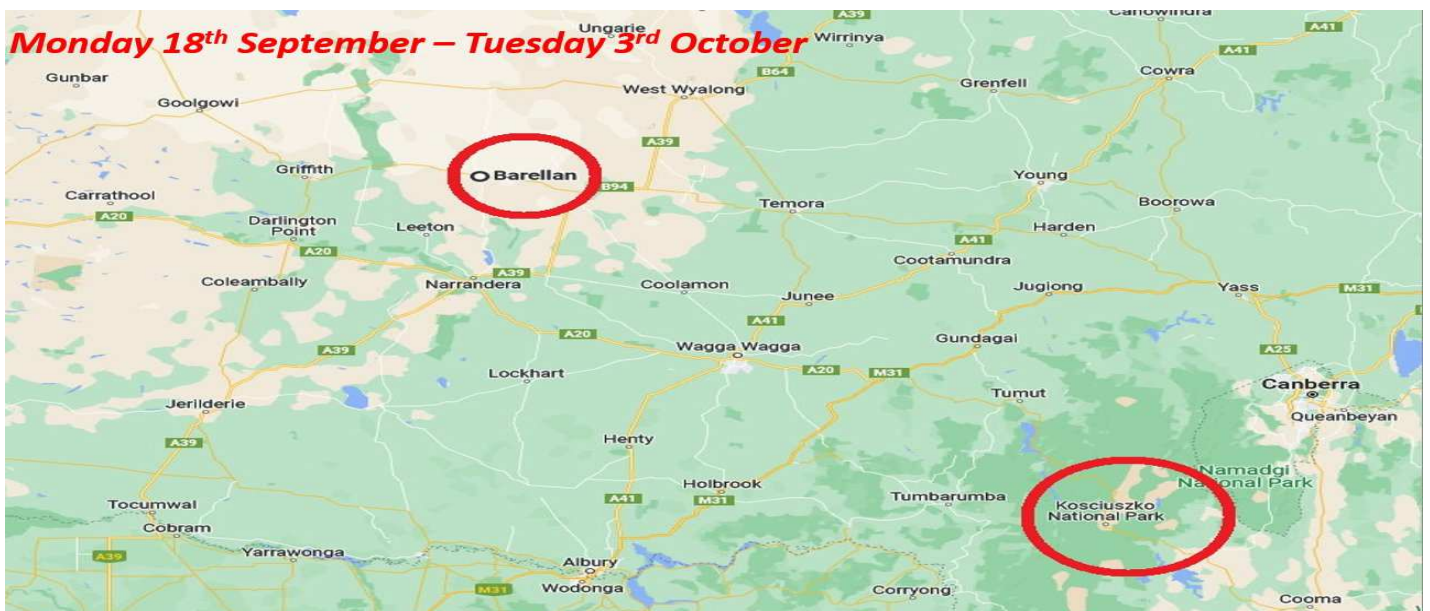 Monday 18th September – Tuesday 3rd October
Ungarie
A39
Wirrinya
Canowindra
A41
A41
Gunbar
Goolgowi
B64
West Wyalong
Grenfell
Cowra
A39
Griffith
Barellan
B94
Young
Carrathool
A20
Temora
Boorowa
Darlington
Point
Leeton
A20
A41
Harden
Cootamundra
Coleambally
A39
Narrandera
Coolamon
Junee
Jugiong
Yass
M31
A41
A20
Gundagai
A39
Wagga Wagga
A25
Lockhart
A20
M31
Canberra
Tumut
Jerilderie
Queanbeyan
A39
Henty
Namadgi
National Park
Holbrook
A41
M31
Tumbarumba
Kosciuszko
National Park
Tocumwal
Cobram
A39
Yarrawonga
Albury
M31
Wodonga
Corryong
Cooma